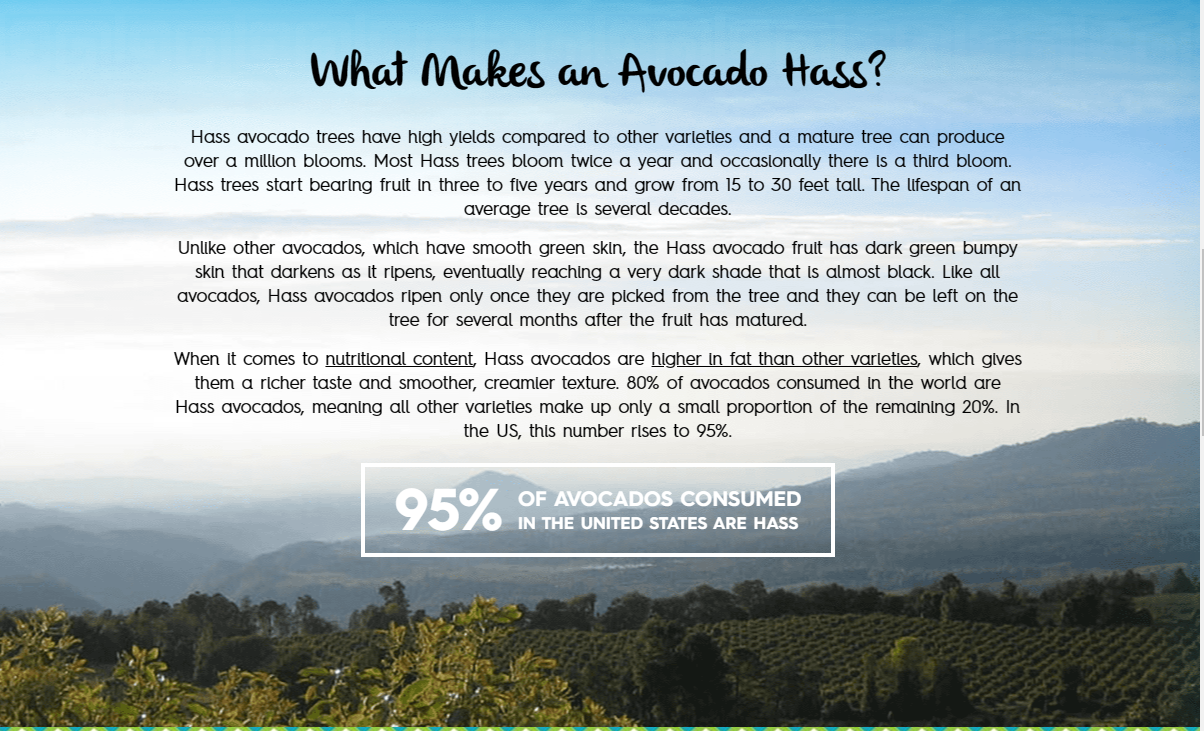 What Makes an Avocado Hass?
Hass avocado trees have high yields compared to other varieties and a mature tree can produce
over a million blooms. Most Hass trees bloom twice a year and occasionally there is a third bloom.
Hass trees start bearing fruit in three to five years and grow from 15 to 30 feet tall. The lifespan of an
average tree is several decades.
Unlike other avocados, which have smooth green skin, the Hass avocado fruit has dark green bumpy
skin that darkens as it ripens, eventually reaching a very dark shade that is almost black. Like all
avocados, Hass avocados ripen only once they are picked from the tree and they can be left on the
tree for several months after the fruit has matured.
When it comes to nutritional content, Hass avocados are higher in fat than other varieties, which gives
them a richer taste and smoother, creamier texture. 80% of avocados consumed in the world are
Hass avocados, meaning all other varieties make up only a small proportion of the remaining 20%. In
the US, this number rises to 95%.
95% OF AVOCADOS CONSUMED
IN THE UNITED STATES ARE HASS